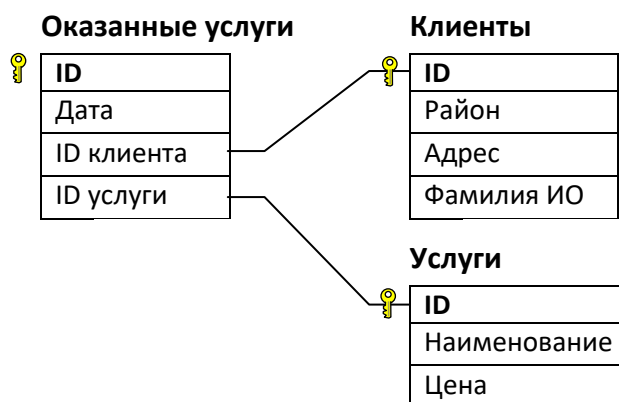 Оказанные услуги
ID
Дата
ID клиента
ID услуги
Клиенты
ID
Район
Адрес
Фамилия ИО
Услуги
ID
Наименование
Цена